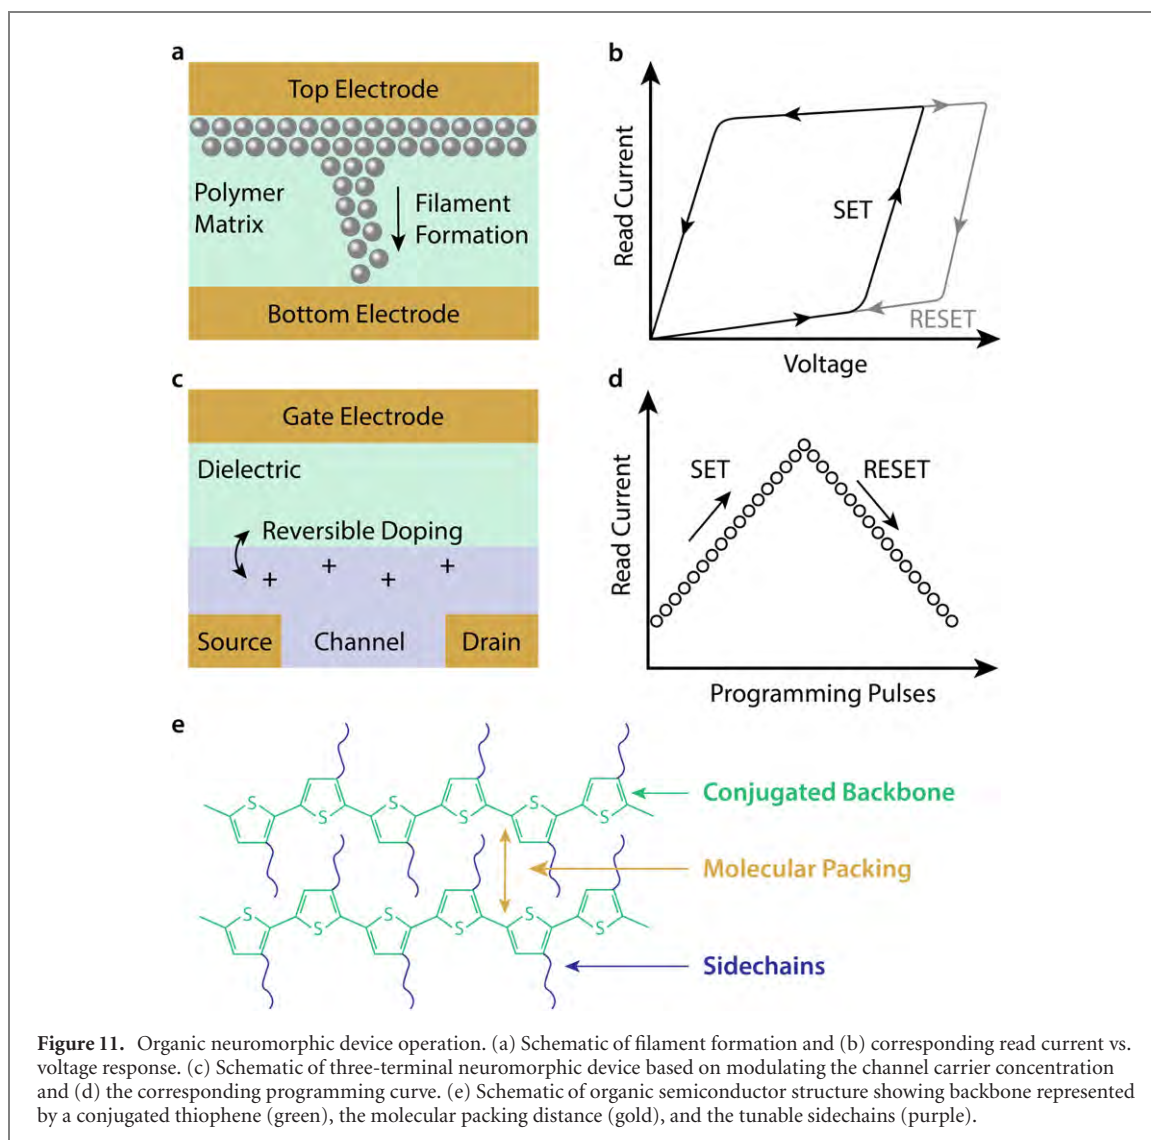 a
Top Electrode
Polymer
Matrix
Filament
Formation
Bottom Electrode
b
Read Current
SET
RESET
Voltage
c
Gate Electrode
Dielectric
Reversible Doping
+ + + +
Source
Channel
Drain
d
Read Current
SET
RESET
Programming Pulses
e
S S S S S S
Conjugated Backbone
Molecular Packing
S S S S S S
Sidechains
Figure 11. Organic neuromorphic device operation. (a) Schematic of filament formation and (b) corresponding read current vs.
voltage response. (c) Schematic of three-terminal neuromorphic device based on modulating the channel carrier concentration
and (d) the corresponding programming curve. (e) Schematic of organic semiconductor structure showing backbone represented
by a conjugated thiophene (green), the molecular packing distance (gold), and the tunable sidechains (purple).